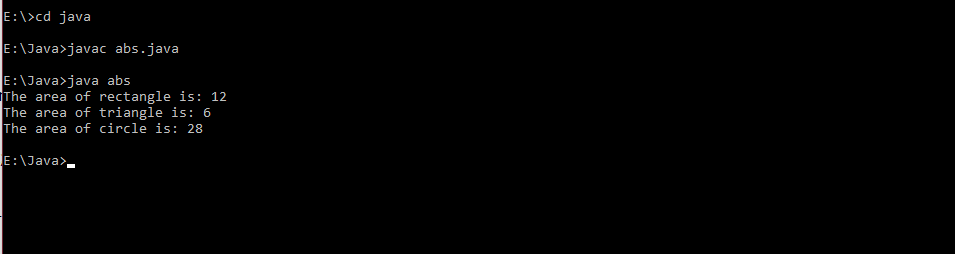 E:\>cd java
E:\Java>javac abs.java
E:\Java>java abs
The area of rectangle is: 12
The area of triangle is: 6
The area of circle is: 28
E:\Java>